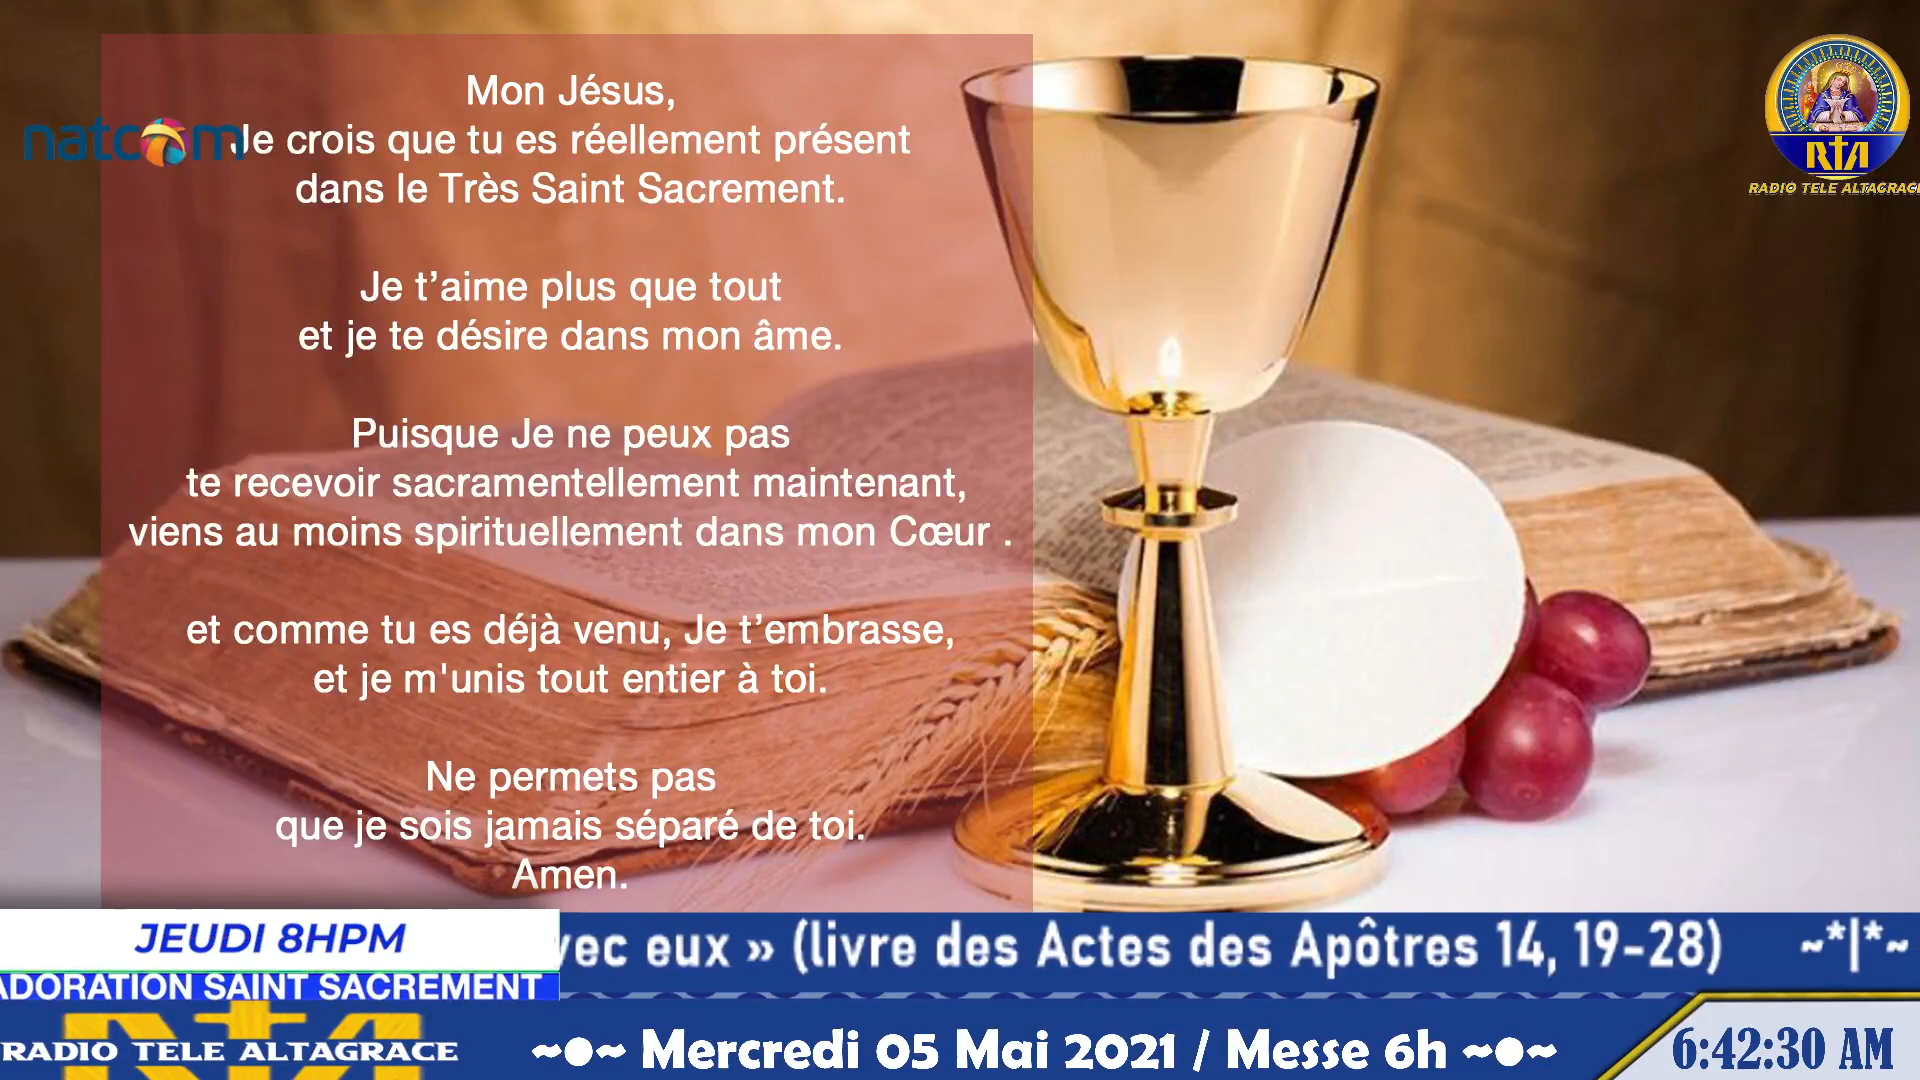 Mon Jésus,
natcom
Je crois que tu es réellement présent
dans le Très Saint Sacrement.
Je t’aime plus que tout
et je te désire dans mon âme.
Puisque Je ne peux pas
te recevoir sacramentellement maintenant,
viens au moins spirituellement dans mon Cœur .
et comme tu es déjà venu, Je t’embrasse,
et je m'unis tout entier à toi.
Ne permets pas
que je sois jamais séparé de toi.
Amen.
RTA
RADIO TELE ALTAGRACE
JEUDI 8HPM
ADORATION SAINT SACREMENT
vec eux » (livre des Actes des Apôtres 14, 19-28) ~*|*~
RTA
RADIO TELE ALTAGRACE
~●~ Mercredi 05 Mai 2021 / Messe 6h ~●~
6:42:30 AM